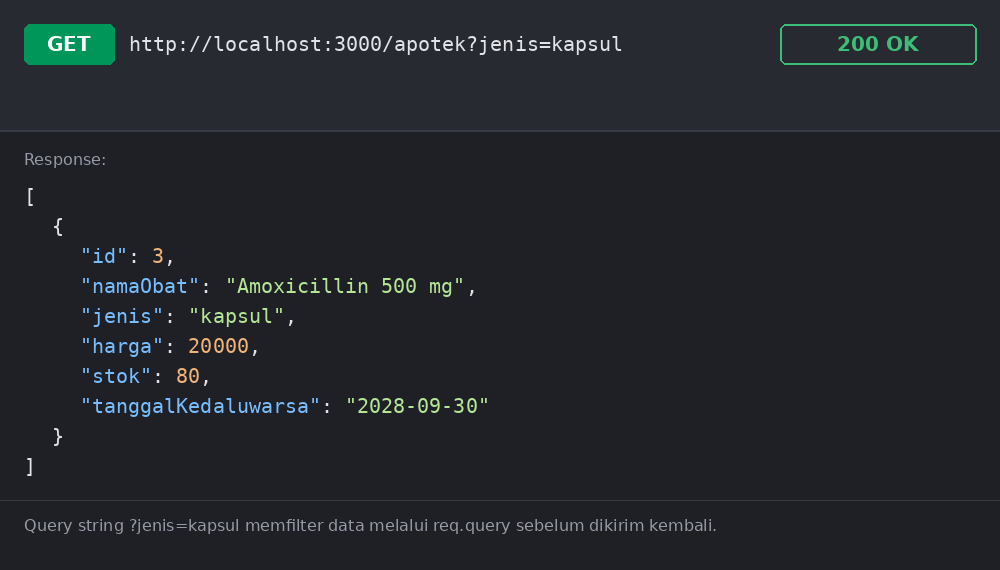 GET http://localhost:3000/apotek?jenis=kapsul 200 OK
Response:
[
  {
    "id": 3,
    "namaObat": "Amoxicillin 500 mg",
    "jenis": "kapsul",
    "harga": 20000,
    "stok": 80,
    "tanggalKedaluwarsa": "2028-09-30"
  }
]
Query string ?jenis=kapsul memfilter data melalui req.query sebelum dikirim kembali.